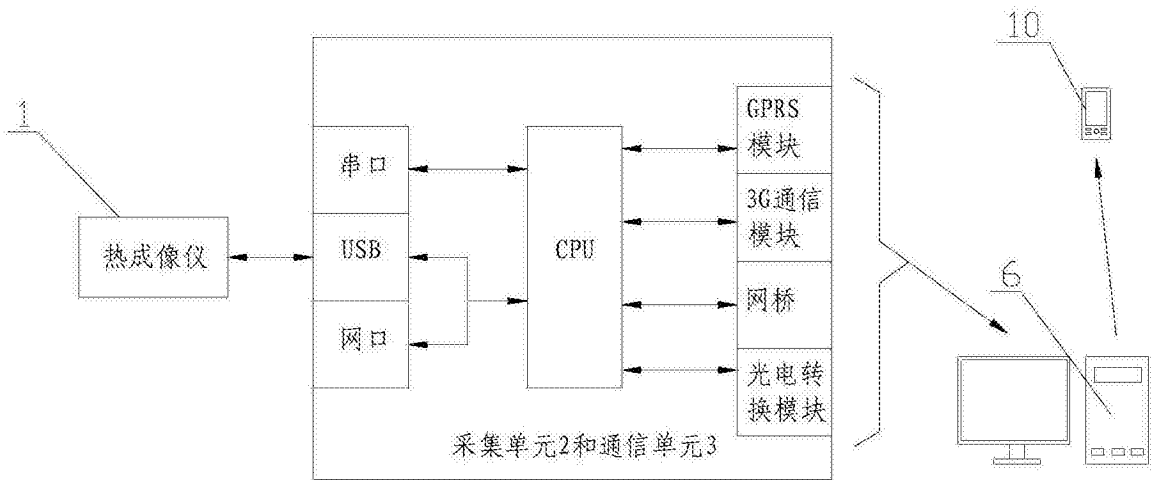 1
热成像仪
串口
USB
网口
CPU
GPRS
模块
3G通信
模块
网桥
光电转
换模块
采集单元2和通信单元3
10
6